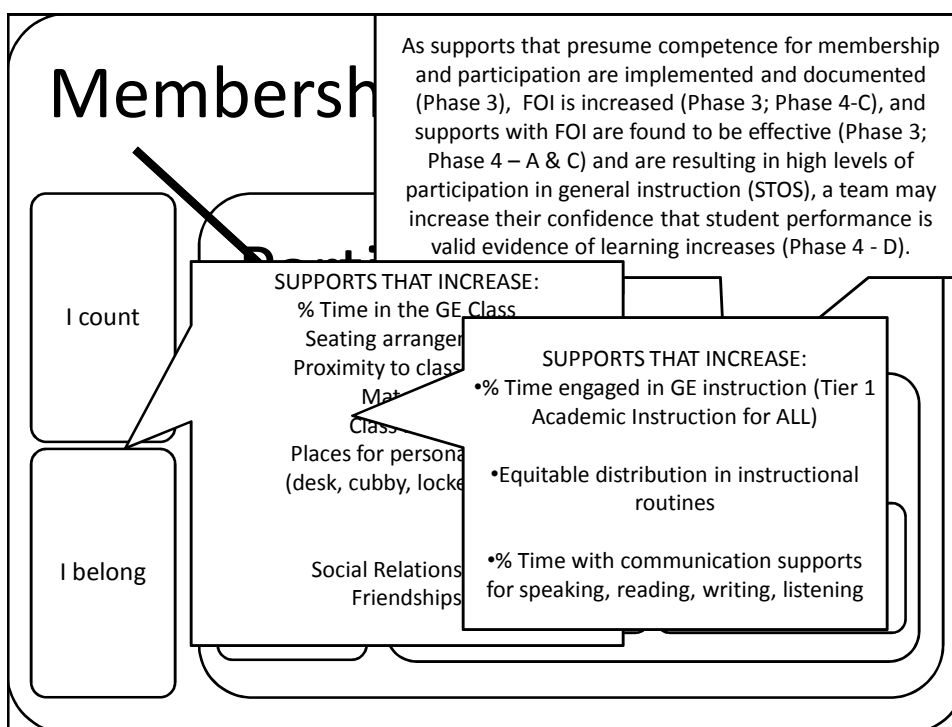 Membersh
As supports that presume competence for membership
and participation are implemented and documented
(Phase 3),  FOI is increased (Phase 3; Phase 4-C), and
supports with FOI are found to be effective (Phase 3;
Phase 4 – A & C) and are resulting in high levels of
participation in general instruction (STOS), a team may
increase their confidence that student performance is
valid evidence of learning increases (Phase 4 - D).
I count
I belong
SUPPORTS THAT INCREASE:
% Time in the GE Class
Seating arranger
Proximity to class
Mat
Class
Places for persona
(desk, cubby, locke
Social Relations
Friendships
SUPPORTS THAT INCREASE:
•% Time engaged in GE instruction (Tier 1
Academic Instruction for ALL)
•Equitable distribution in instructional
routines
•% Time with communication supports
for speaking, reading, writing, listening